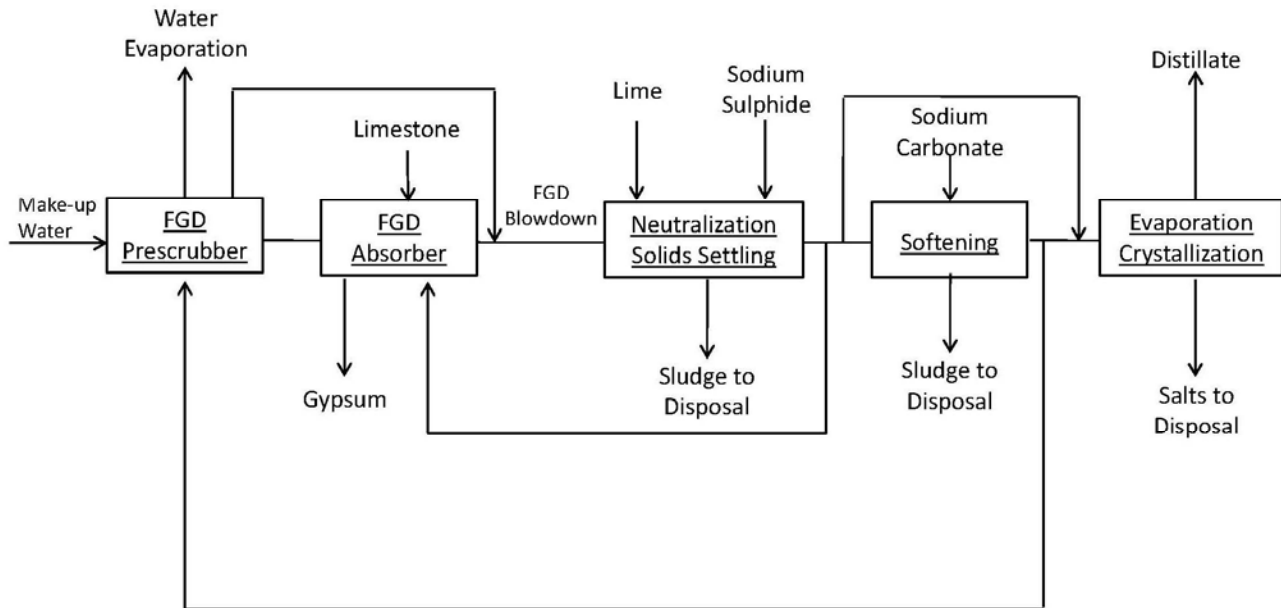 Water
Evaporation
Make-up
Water
FGD
Prescrubber
Limestone
FGD
Absorber
Gypsum
FGD
Blowdown
Lime
Sodium
Sulphide
Neutralization
Solids Settling
Sludge to
Disposal
Sodium
Carbonate
Softening
Sludge to
Disposal
Distillate
Evaporation
Crystallization
Salts to
Disposal